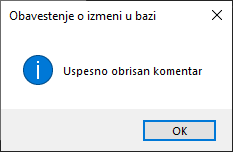 Obavestenje o izmeni u bazi
Uspesno obrisan komentar
OK